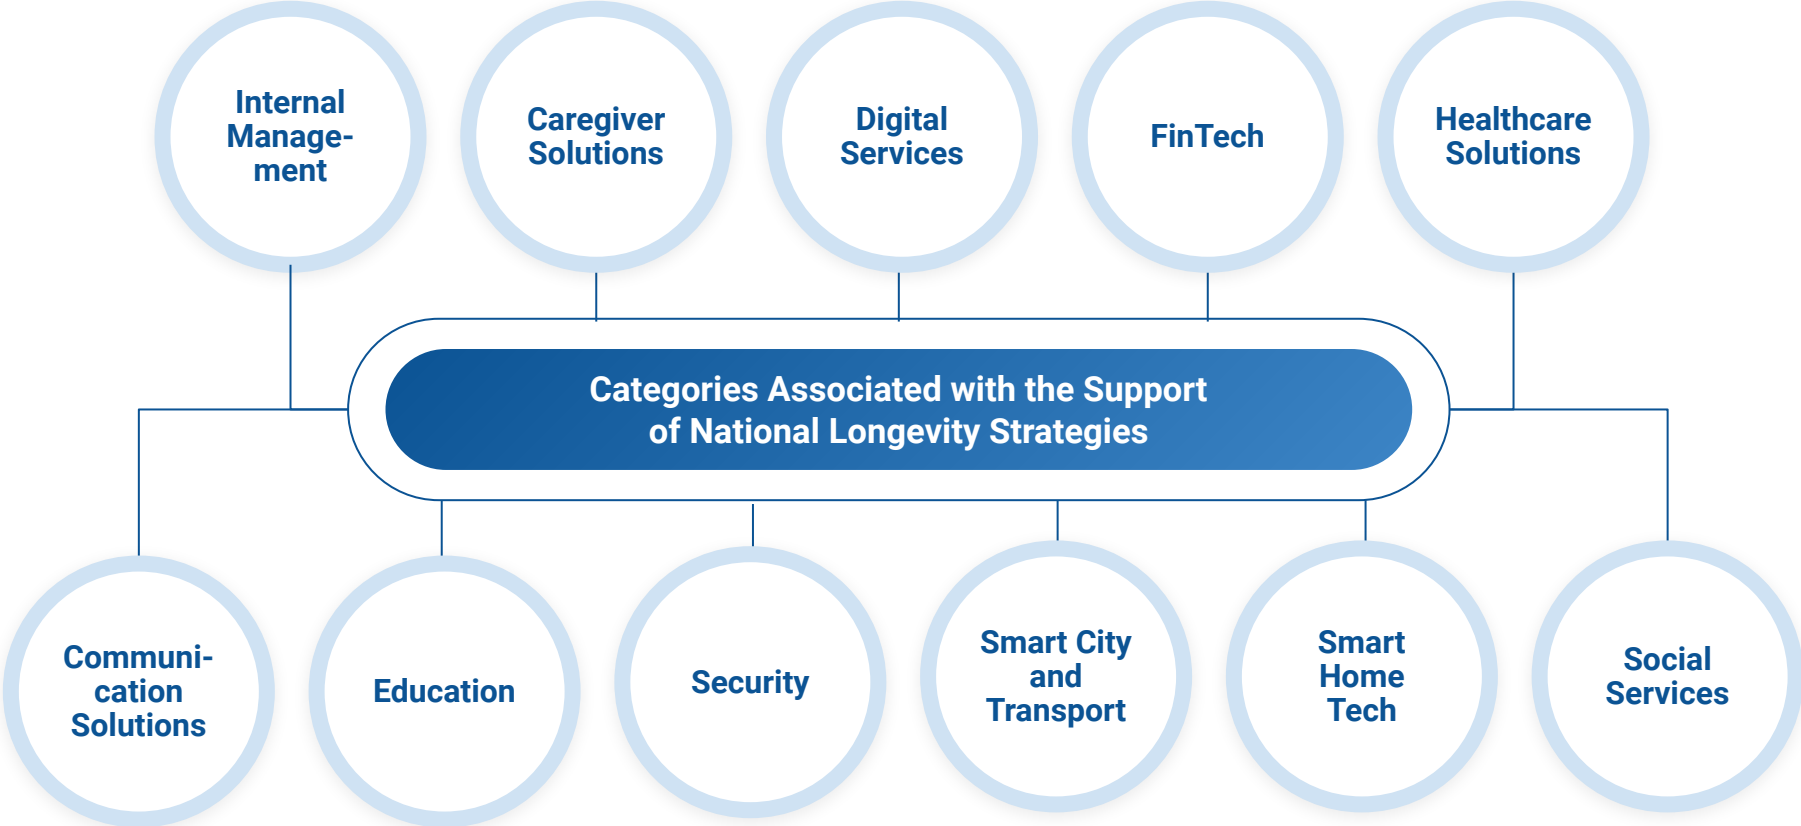 Internal
Manage-
ment
Caregiver
Solutions
Digital
Services
FinTech
Healthcare
Solutions
Categories Associated with the Support
of National Longevity Strategies
Communi-
cation
Solutions
Education
Security
Smart City
and
Transport
Smart
Home
Tech
Social
Services